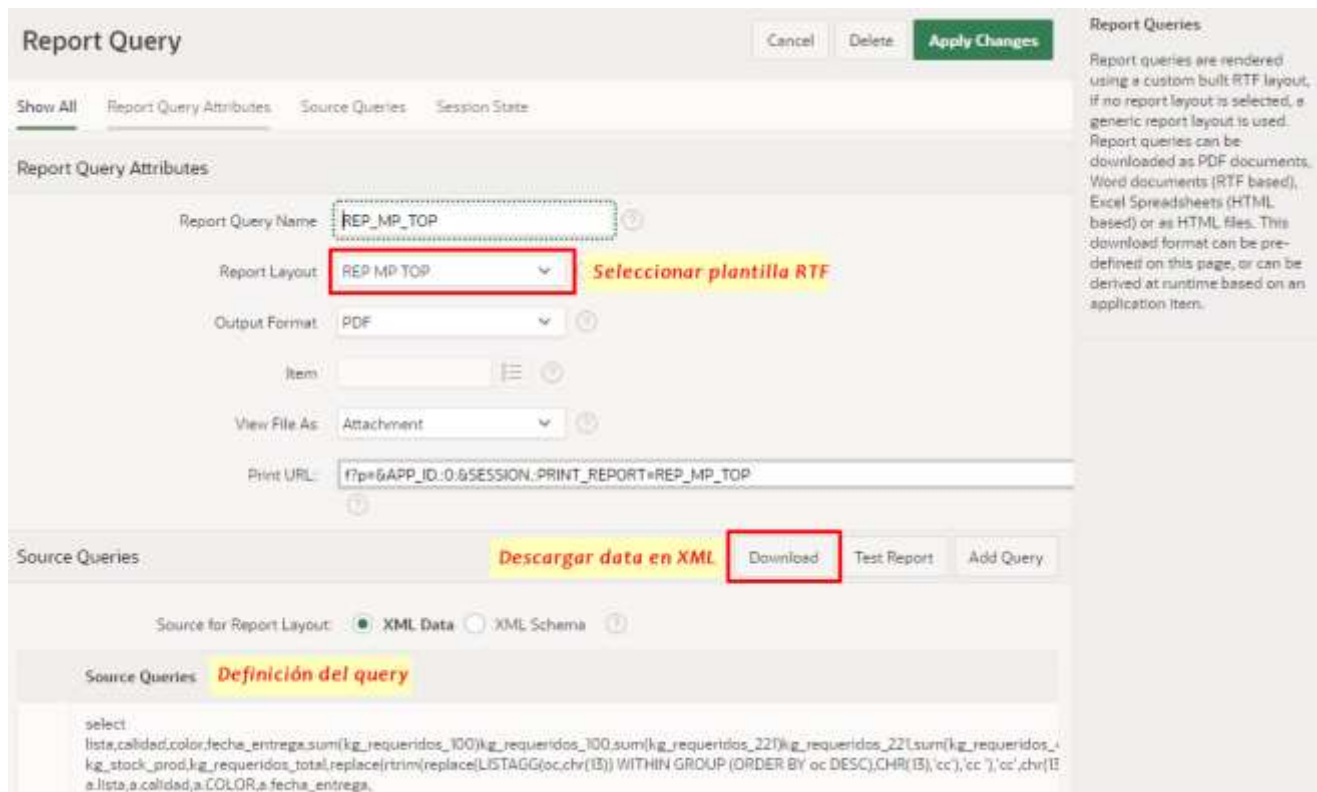 Report Query
Cancel
Delete
Apply Changes
Show All
Report Query Attributes
Source Queries
Session State
Report Query Attributes
Report Query Name
REP_MP_TOP
Report Layout
REP MP TOP
Seleccionar plantilla RTF
Output Format
PDF
Item
View File As
Attachment
Print URL:
f?p=&APP_ID.:0:&SESSION.:PRINT_REPORT=REP_MP_TOP
Source Queries
Descargar data en XML
Download
Test Report
Add Query
Source for Report Layout:
XML Data
XML Schema
Source Queries
Definición del query
select
lista,calidad,color,fecha_entrega,sum(kg_requeridos_100)kg_requeridos_100,sum(kg_requeridos_221)kg_requeridos_221,sum(kg_requeridos_
kg_stock_prod,kg_requeridos_total,replace(rtrim(replace(LISTAGG(oc,chr(13)) WITHIN GROUP (ORDER BY oc DESC),CHR(13),'cc'),'cc '),'cc',chr(13
a.lista,a.calidad,a.COLOR,a.fecha_entrega,
Report Queries
Report queries are rendered
using a custom built RTF layout,
if no report layout is selected, a
generic report layout is used.
Report queries can be
downloaded as PDF documents,
Word documents (RTF based),
Excel Spreadsheets (HTML
based) or as HTML files. This
download format can be pre-
defined on this page, or can be
derived at runtime based on an
application item.